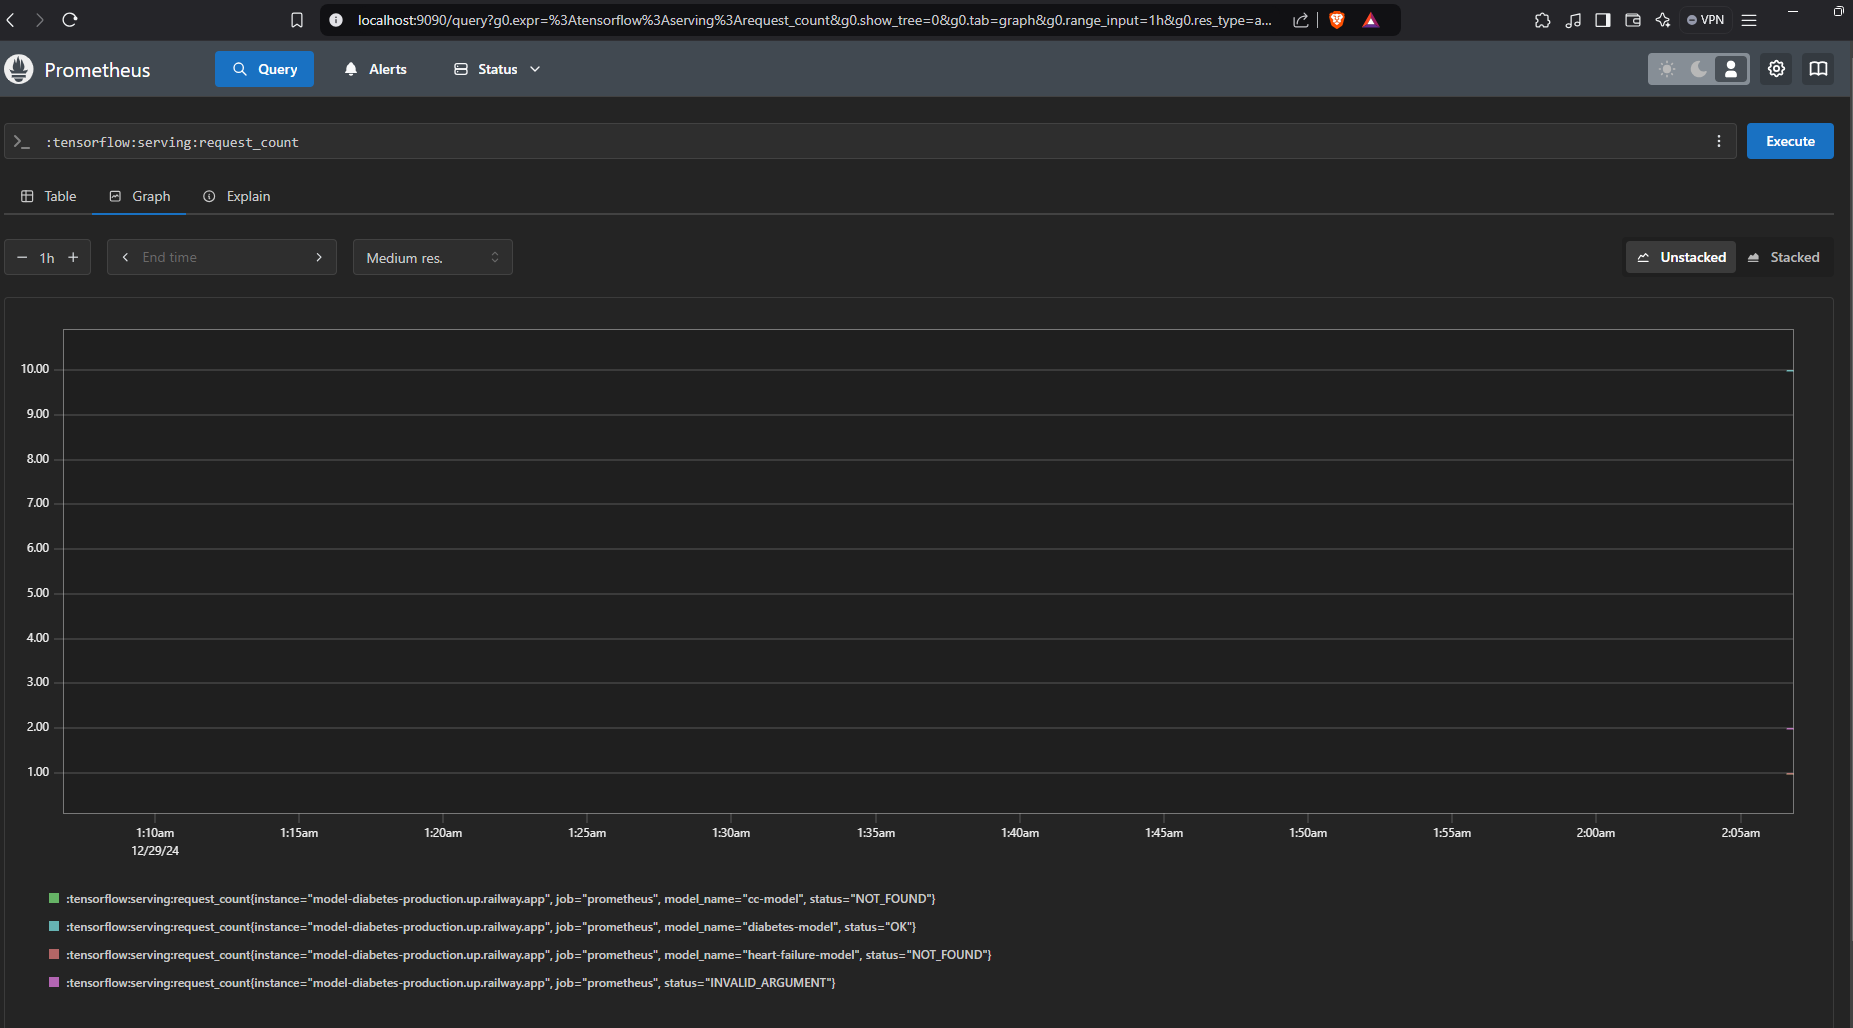 localhost:9090/query?g0.expr=%3Atensorflow%3Aserving%3Arequest_count&g0.show_tree=0&g0.tab=graph&g0.range_input=1h&g0.res_type=a...
VPN
Prometheus
Query
Alerts
Status
:tensorflow:serving:request_count
Execute
Table
Graph
Explain
1h
End time
Medium res.
Unstacked
Stacked
10.00
9.00
8.00
7.00
6.00
5.00
4.00
3.00
2.00
1.00
1:10am 1:15am 1:20am 1:25am 1:30am 1:35am 1:40am 1:45am 1:50am 1:55am 2:00am 2:05am
12/29/24
:tensorflow:serving:request_count{instance="model-diabetes-production.up.railway.app", job="prometheus", model_name="cc-model", status="NOT_FOUND"}
:tensorflow:serving:request_count{instance="model-diabetes-production.up.railway.app", job="prometheus", model_name="diabetes-model", status="OK"}
:tensorflow:serving:request_count{instance="model-diabetes-production.up.railway.app", job="prometheus", model_name="heart-failure-model", status="NOT_FOUND"}
:tensorflow:serving:request_count{instance="model-diabetes-production.up.railway.app", job="prometheus", status="INVALID_ARGUMENT"}